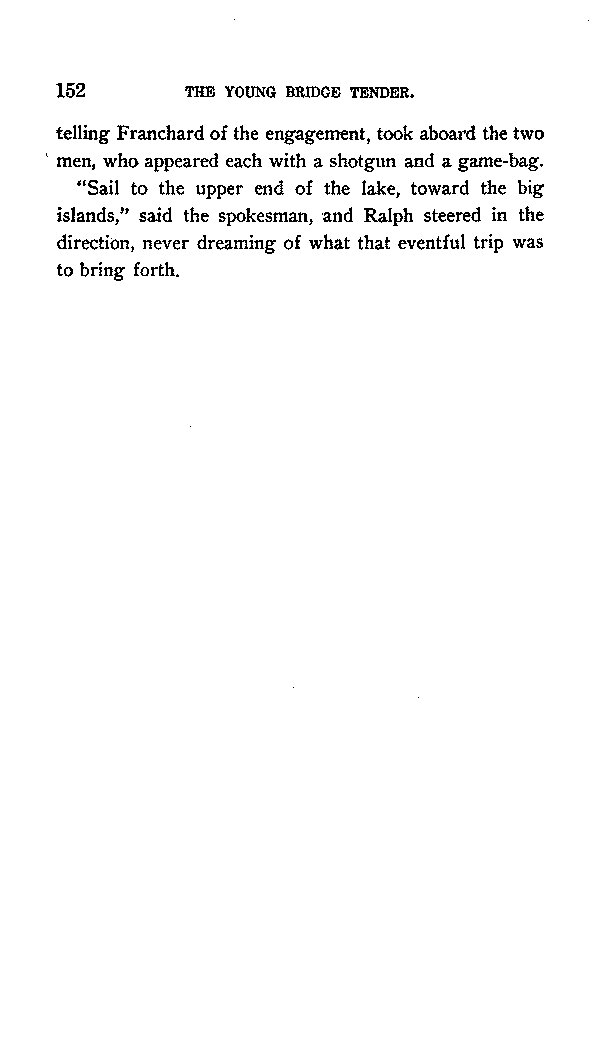 152 THE YOUNG BRIDGE TENDER.
telling Franchard of the engagement, took aboard the two
men, who appeared each with a shotgun and a game-bag.
"Sail to the upper end of the lake, toward the big
islands," said the spokesman, and Ralph steered in the
direction, never dreaming of what that eventful trip was
to bring forth.